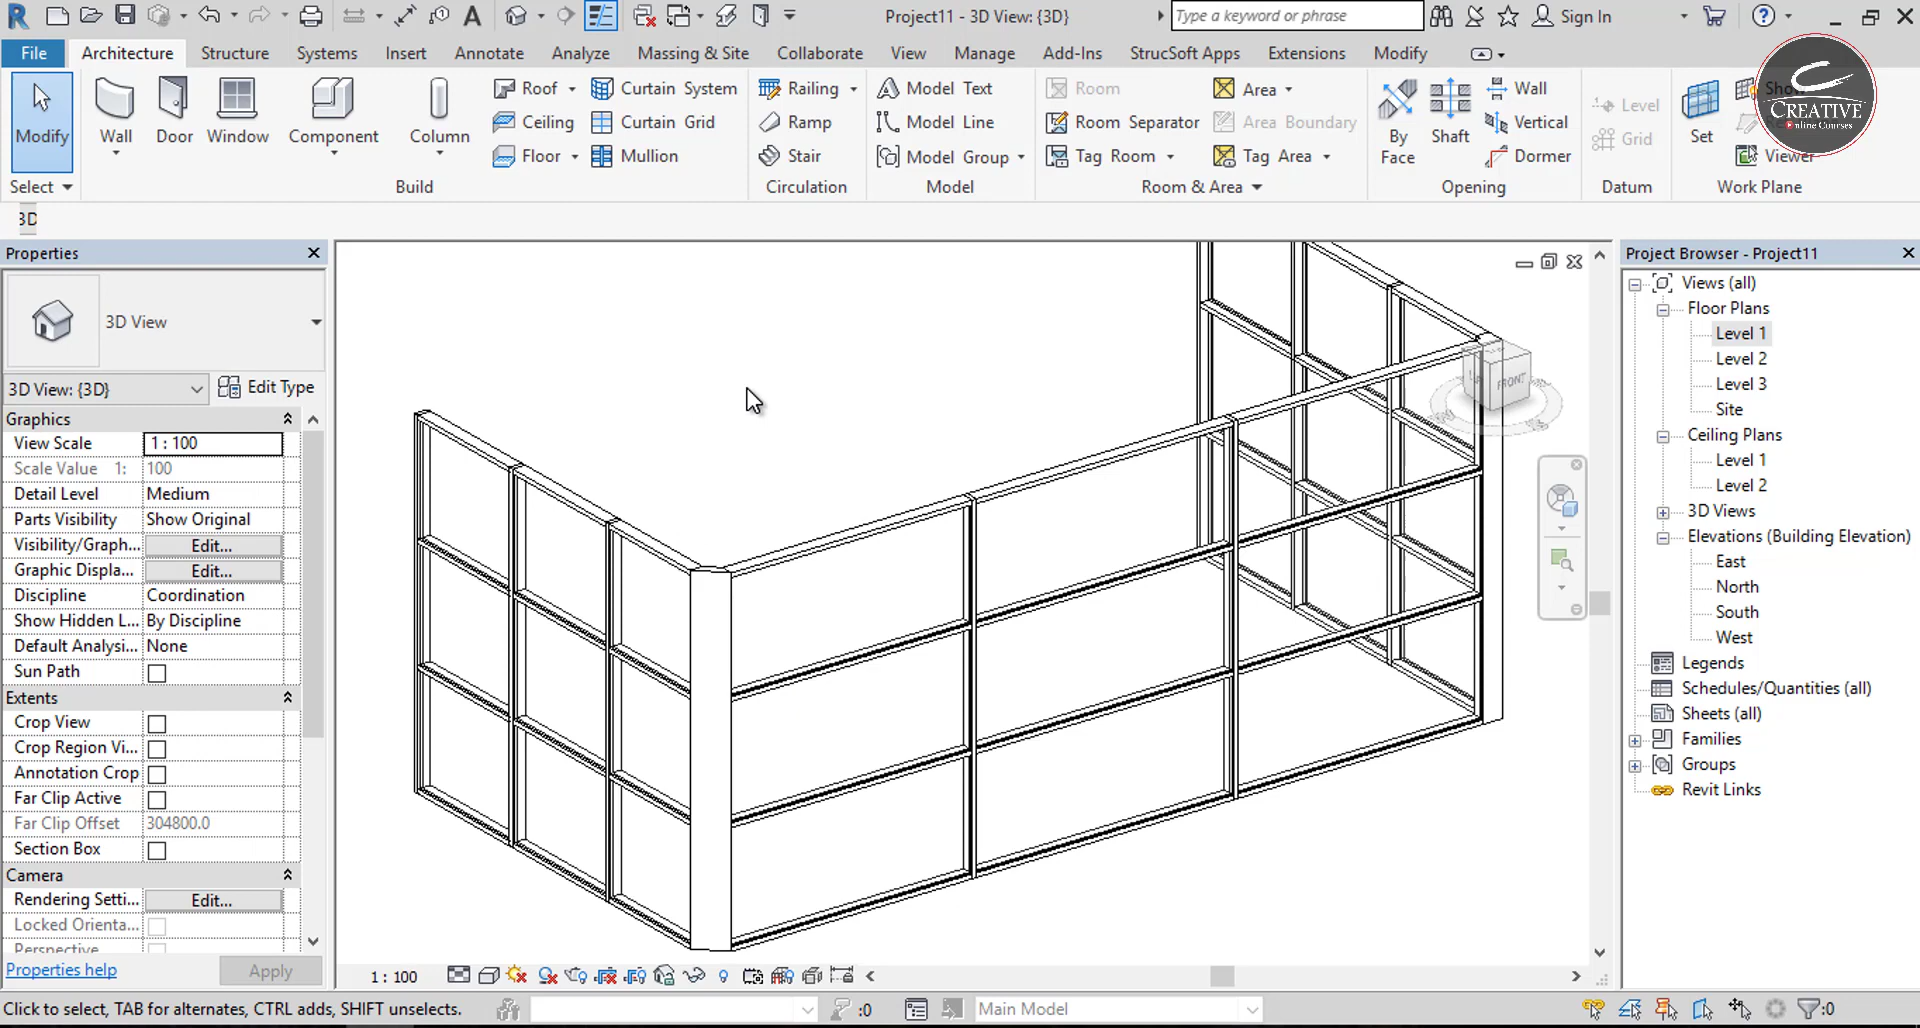 Project11 - 3D View: {3D}
Type a keyword or phrase
Sign In
File
Architecture
Structure
Systems
Insert
Annotate
Analyze
Massing & Site
Collaborate
View
Manage
Add-Ins
StrucSoft Apps
Extensions
Modify
Modify
Wall
Door
Window
Component
Column
Roof
Ceiling
Floor
Curtain System
Curtain Grid
Mullion
Railing
Ramp
Stair
Model Text
Model Line
Model Group
Room
Room Separator
Tag Room
Area
Area Boundary
Tag Area
By
Face
Shaft
Wall
Vertical
Dormer
Level
Grid
Set
Show
Viewer
CREATIVE
Online Courses
Select
Build
Circulation
Model
Room & Area
Opening
Datum
Work Plane
3D
Properties
3D View
3D View: {3D}
Edit Type
Graphics
View Scale 1 : 100
Scale Value 1: 100
Detail Level Medium
Parts Visibility Show Original
Visibility/Graph... Edit...
Graphic Displa... Edit...
Discipline Coordination
Show Hidden L... By Discipline
Default Analysi... None
Sun Path
Extents
Crop View
Crop Region Vi...
Annotation Crop
Far Clip Active
Far Clip Offset 304800.0
Section Box
Camera
Rendering Setti... Edit...
Locked Orienta...
Perspective
Properties help
Apply
FRONT
1 : 100
Project Browser - Project11
Views (all)
Floor Plans
Level 1
Level 2
Level 3
Site
Ceiling Plans
Level 1
Level 2
3D Views
Elevations (Building Elevation)
East
North
South
West
Legends
Schedules/Quantities (all)
Sheets (all)
Families
Groups
Revit Links
Click to select, TAB for alternates, CTRL adds, SHIFT unselects.
:0
Main Model
:0